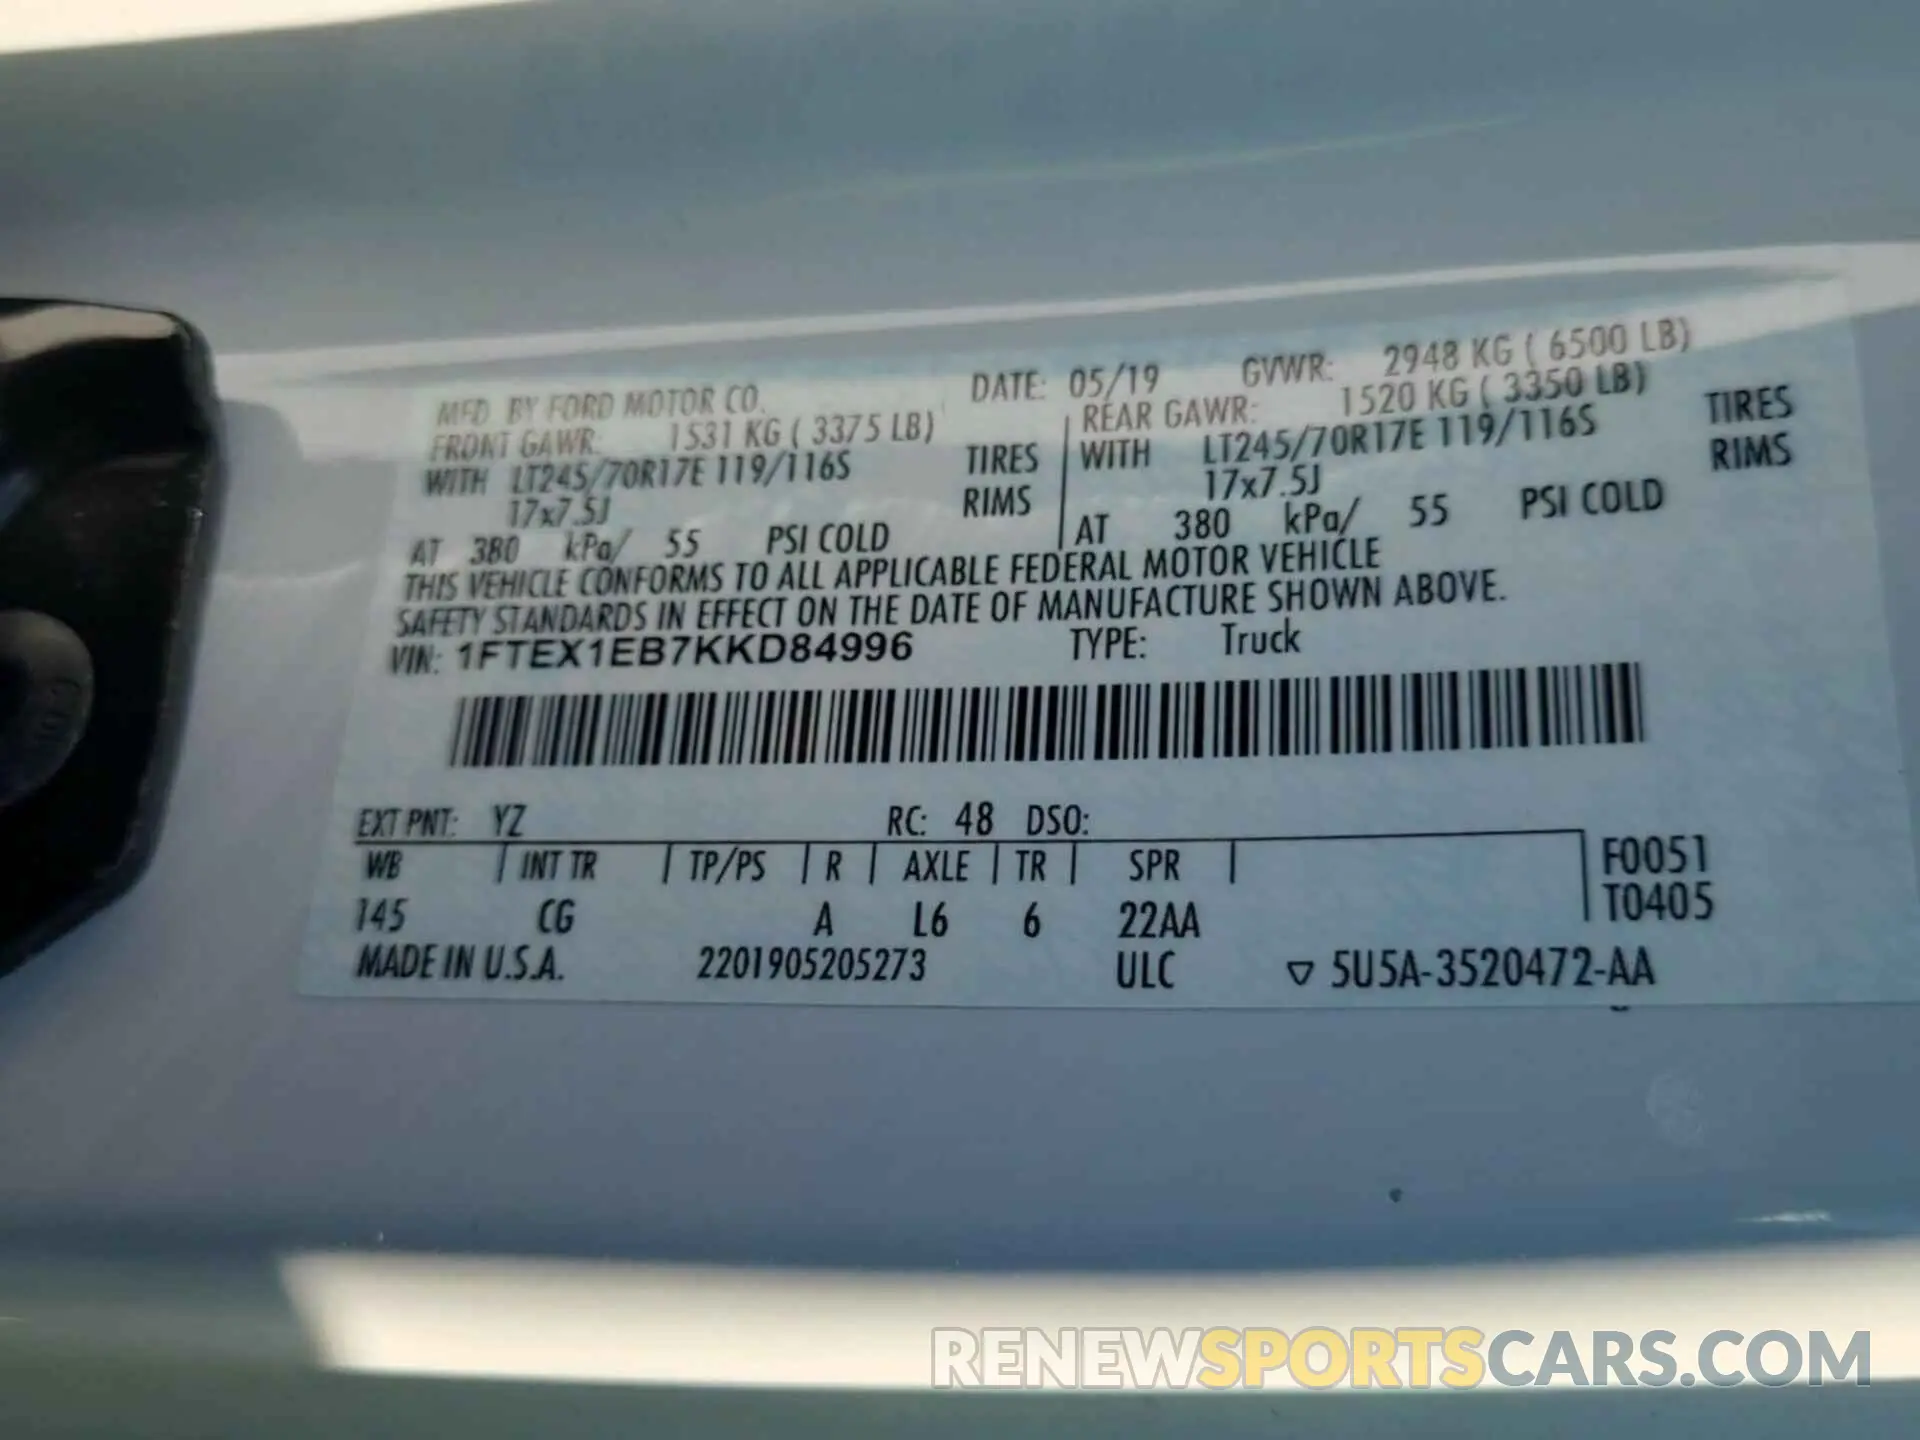 MFD. BY FORD MOTOR CO. DATE: 05/19 GVWR: 2948 KG ( 6500 LB)
FRONT GAWR: 1531 KG ( 3375 LB) REAR GAWR: 1520 KG ( 3350 LB)
WITH LT245/70R17E 119/116S TIRES WITH LT245/70R17E 119/116S TIRES
17x7.5J RIMS 17x7.5J RIMS
AT 380 kPa/ 55 PSI COLD AT 380 kPa/ 55 PSI COLD
THIS VEHICLE CONFORMS TO ALL APPLICABLE FEDERAL MOTOR VEHICLE
SAFETY STANDARDS IN EFFECT ON THE DATE OF MANUFACTURE SHOWN ABOVE.
VIN: 1FTEX1EB7KKD84996 TYPE: Truck
EXT PNT: YZ RC: 48 DSO:
WB INT TR TP/PS R AXLE TR SPR F0051
145 CG A L6 6 22AA T0405
MADE IN U.S.A. 2201905205273 ULC ▽ 5U5A-3520472-AA
RENEWSPORTSCARS.COM